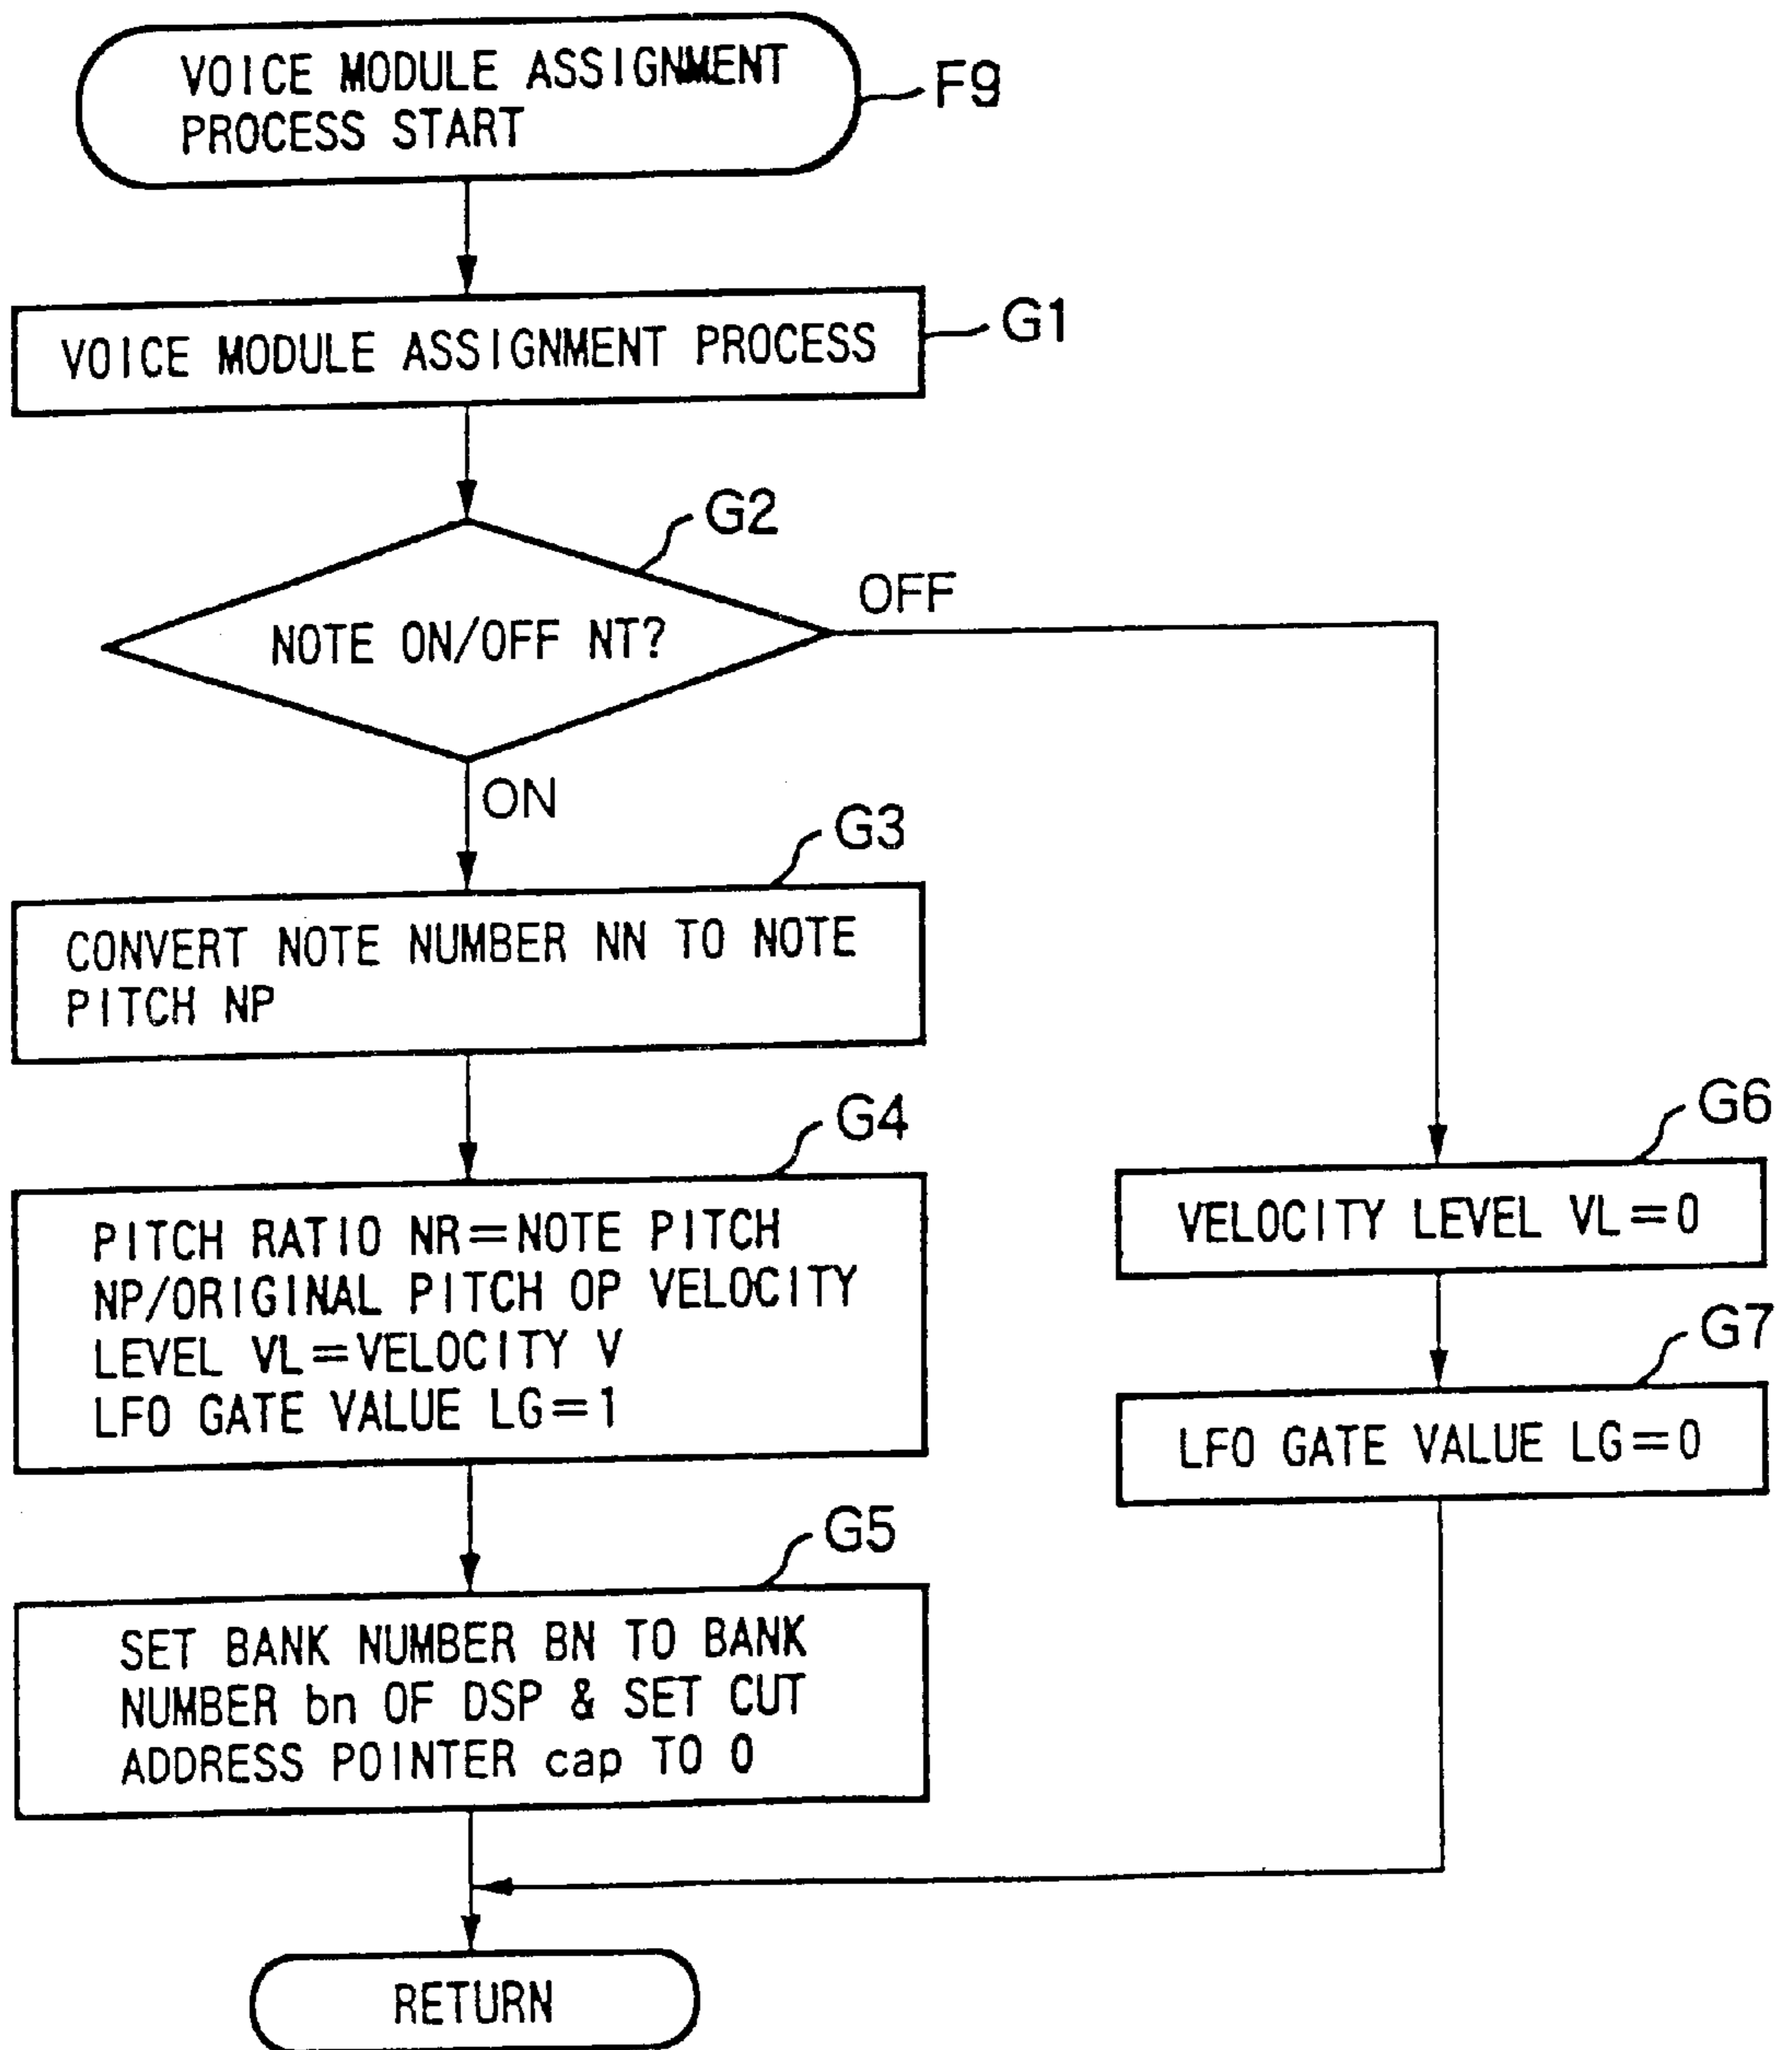 VOICE MODULE ASSIGNMENT
PROCESS START
F9
VOICE MODULE ASSIGNMENT PROCESS
G1
G2
NOTE ON/OFF NT?
OFF
ON
G3
CONVERT NOTE NUMBER NN TO NOTE
PITCH NP
G4
PITCH RATIO NR=NOTE PITCH
NP/ORIGINAL PITCH OP VELOCITY
LEVEL VL=VELOCITY V
LFO GATE VALUE LG=1
G5
SET BANK NUMBER BN TO BANK
NUMBER bn OF DSP & SET CUT
ADDRESS POINTER cap TO 0
G6
VELOCITY LEVEL VL=0
G7
LFO GATE VALUE LG=0
RETURN